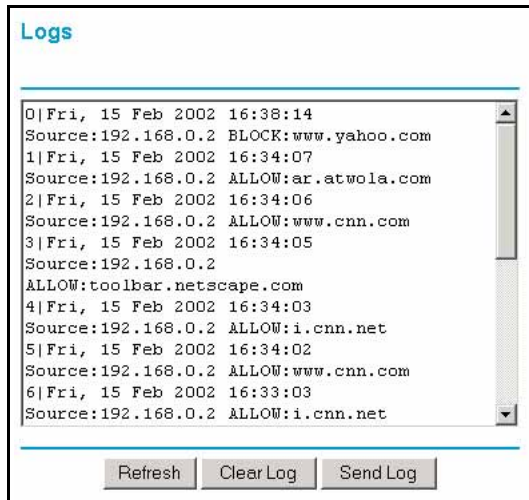 Logs
0|Fri, 15 Feb 2002 16:38:14
Source:192.168.0.2 BLOCK:www.yahoo.com
1|Fri, 15 Feb 2002 16:34:07
Source:192.168.0.2 ALLOW:ar.atwola.com
2|Fri, 15 Feb 2002 16:34:06
Source:192.168.0.2 ALLOW:www.cnn.com
3|Fri, 15 Feb 2002 16:34:05
Source:192.168.0.2
ALLOW:toolbar.netscape.com
4|Fri, 15 Feb 2002 16:34:03
Source:192.168.0.2 ALLOW:i.cnn.net
5|Fri, 15 Feb 2002 16:34:02
Source:192.168.0.2 ALLOW:www.cnn.com
6|Fri, 15 Feb 2002 16:33:03
Source:192.168.0.2 ALLOW:i.cnn.net
Refresh Clear Log Send Log